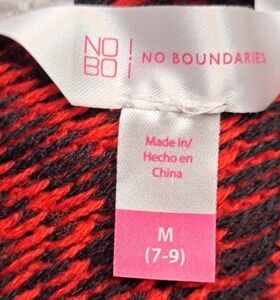 NO!
BO
NO BOUNDARIES
Made in/
Hecho en
China
M
(7-9)